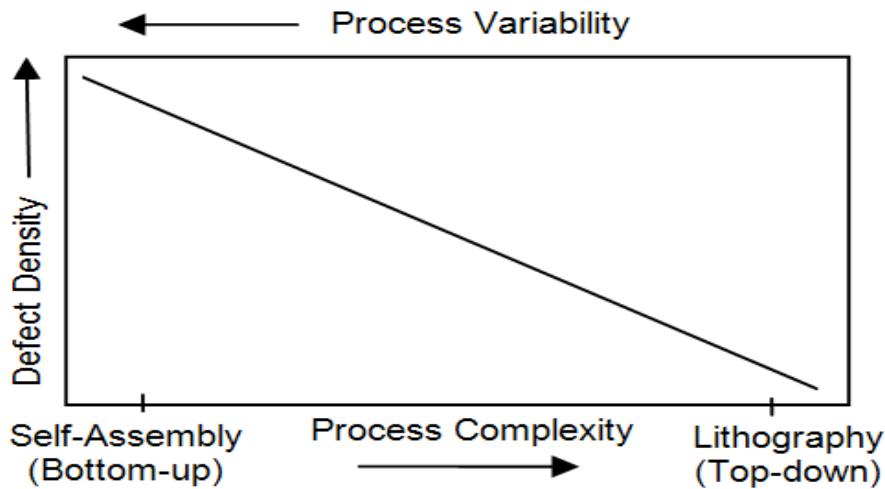 Process Variability
Defect Density
Self-Assembly
(Bottom-up)
Process Complexity
Lithography
(Top-down)